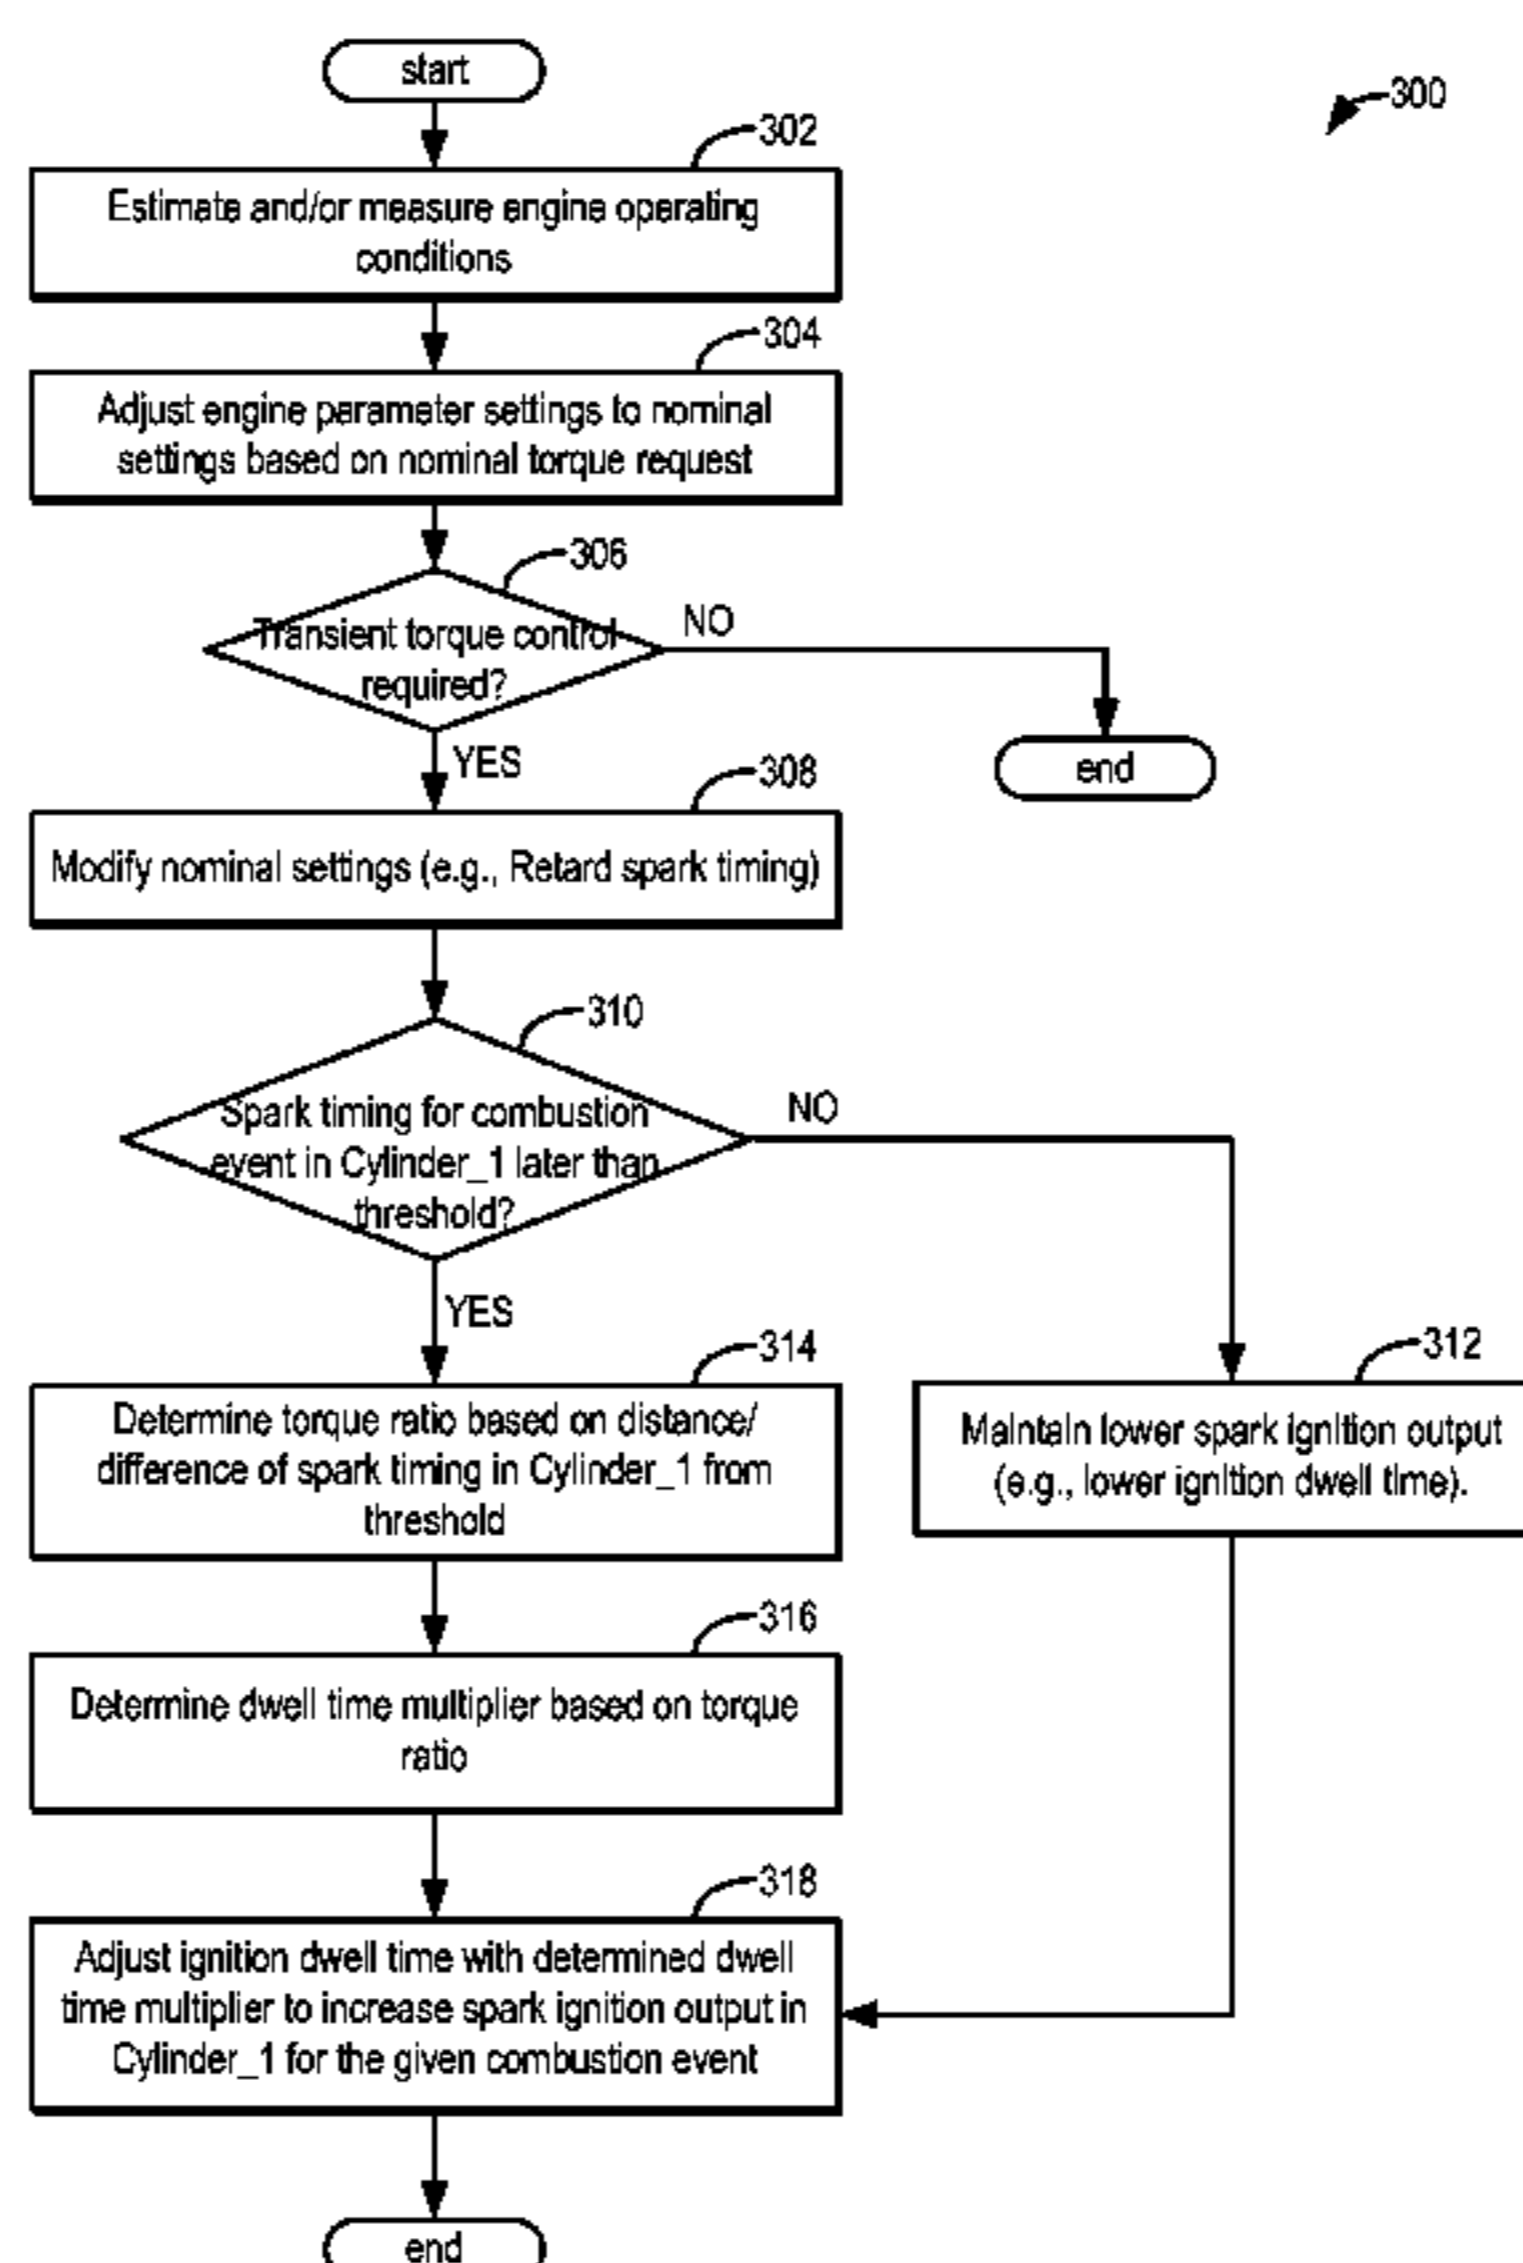 start
300
302
Estimate and/or measure engine operating
conditions
304
Adjust engine parameter settings to nominal
settings based on nominal torque request
306
Transient torque control
required?
NO
end
YES
308
Modify nominal settings (e.g., Retard spark timing)
310
Spark timing for combustion
event in Cylinder_1 later than
threshold?
NO
YES
314
Determine torque ratio based on distance/
difference of spark timing in Cylinder_1 from
threshold
312
Maintain lower spark ignition output
(e.g., lower ignition dwell time).
316
Determine dwell time multiplier based on torque
ratio
318
Adjust ignition dwell time with determined dwell
time multiplier to increase spark ignition output in
Cylinder_1 for the given combustion event
end